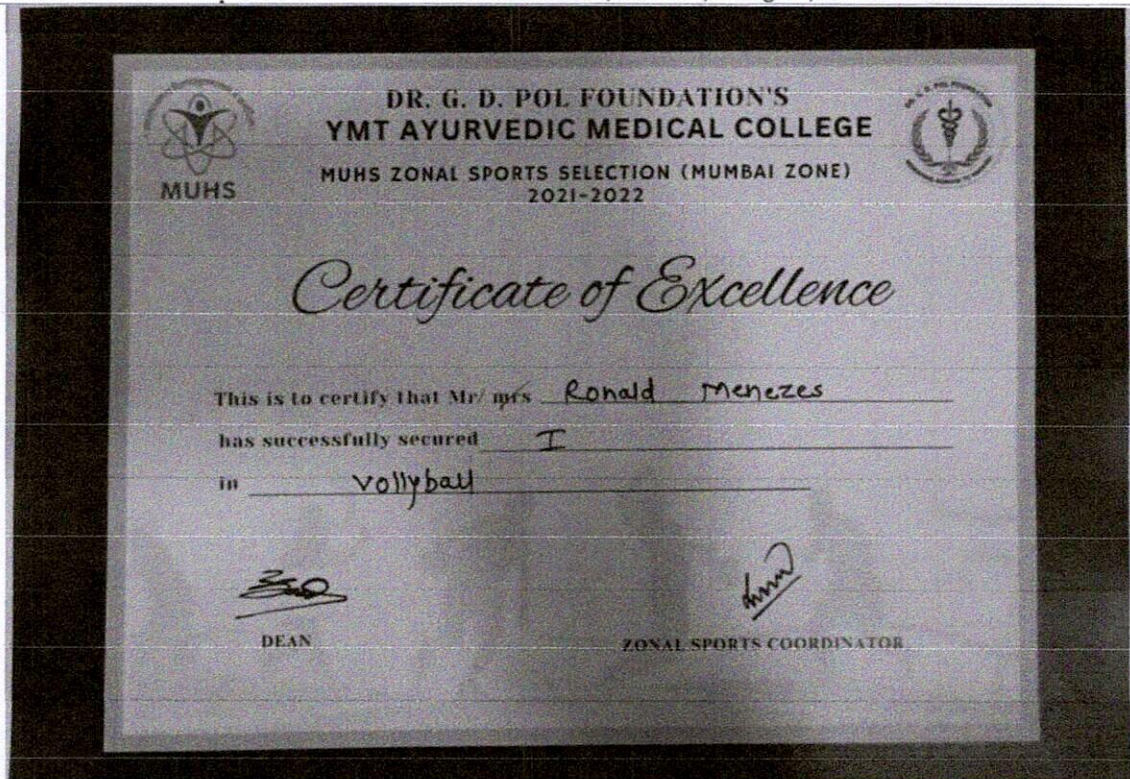 DR. G. D. POL FOUNDATION'S
YMT AYURVEDIC MEDICAL COLLEGE
MUHS ZONAL SPORTS SELECTION (MUMBAI ZONE)
2021-2022
MUHS
Certificate of Excellence
This is to certify that Mr/ mrs Ronald Menezes
has successfully secured I
in vollyball
DEAN
ZONAL SPORTS COORDINATOR